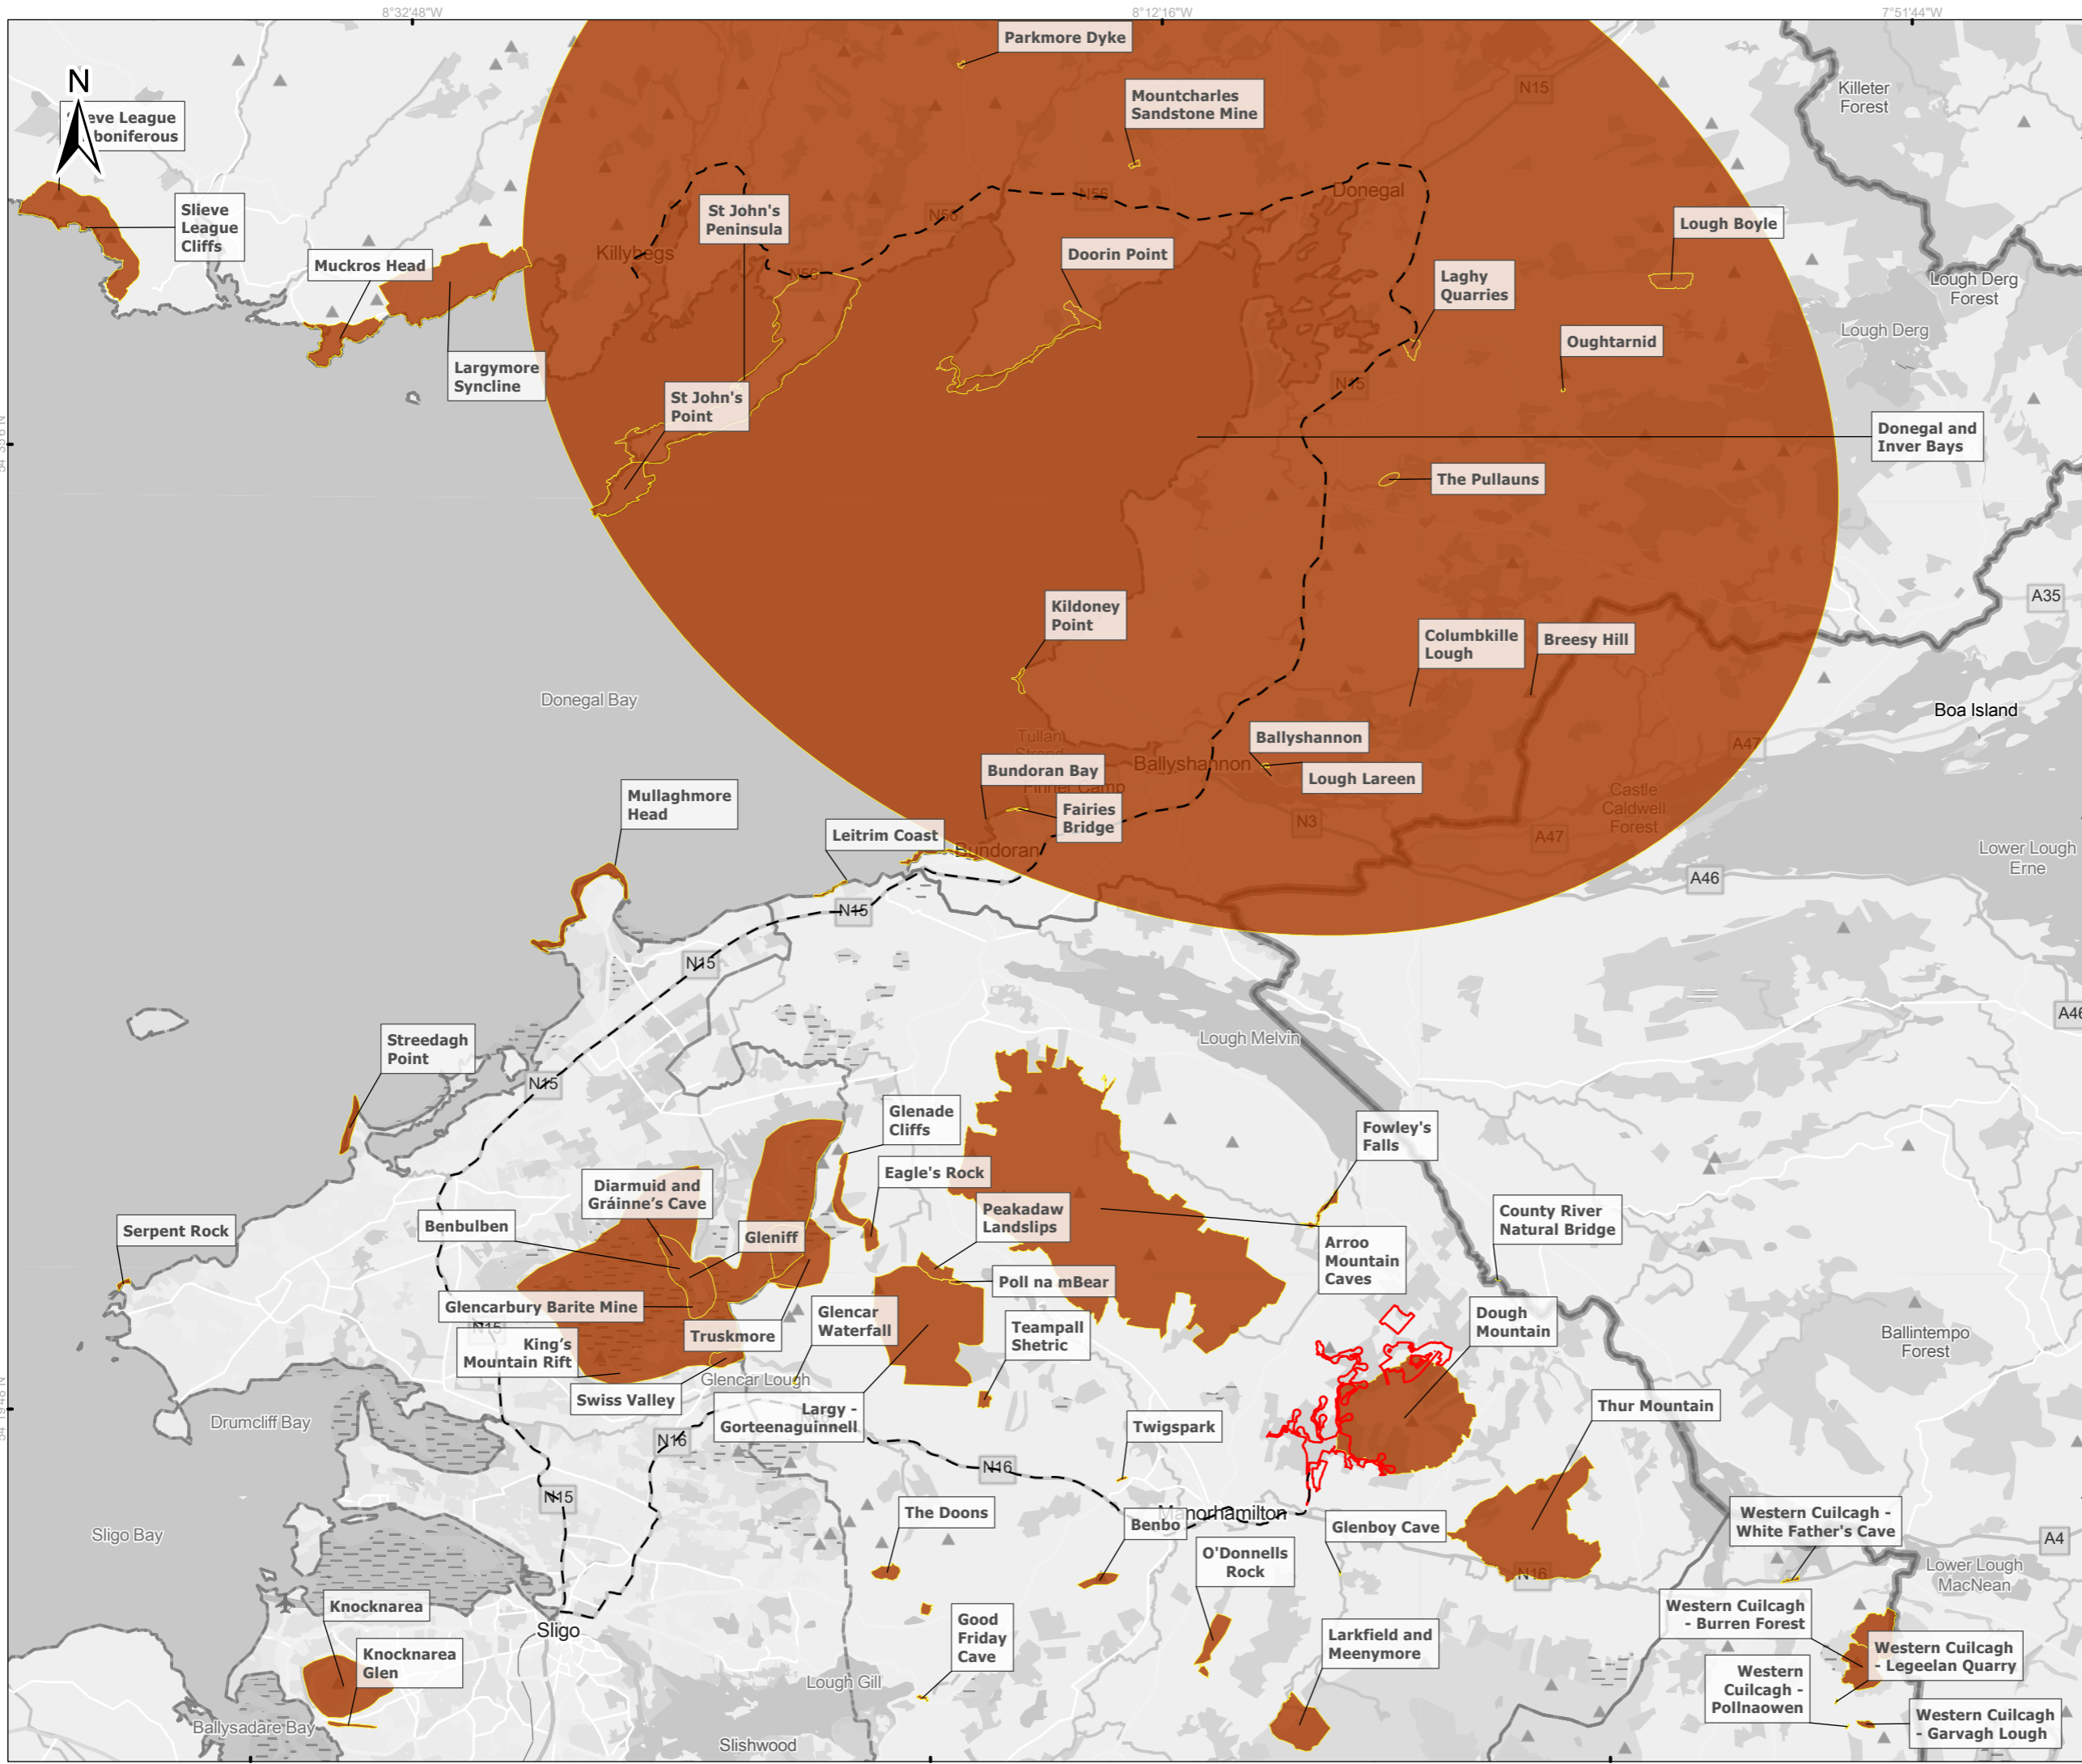 8°32'48"W
8°12'16"W
7°51'44"W
N
Parkmore Dyke
Mountcharles
Sandstone Mine
N15
Killeter
Forest
eve League
boniferous
Slieve
League
Cliffs
St John's
Peninsula
N56
N56
Donegal
Lough Boyle
Muckros Head
Killybegs
N56
Doorin Point
Laghy
Quarries
Lough Derg
Forest
Lough Derg
Oughtarnid
Largymore
Syncline
St John's
Point
N15
Donegal and
Inver Bays
The Pullauns
Kildoney
Point
Columbkille
Lough
Breesy Hill
A35
Donegal Bay
Boa Island
Tullan
Strand
Ballyshannon
A47
Bundoran Bay
Ballyshannon
Lough Lareen
Finner Camp
Mullaghmore
Head
Fairies
Bridge
Castle
Caldwell
Forest
N3
A47
Leitrim Coast
Bundoran
Lower Lough
Erne
A46
N15
N15
A46
Lough Melvin
Streedagh
Point
N15
Glenade
Cliffs
Fowley's
Falls
Eagle's Rock
Diarmuid and
Gráinne’s Cave
Peakadaw
Landslips
County River
Natural Bridge
Serpent Rock
Benbulben
Gleniff
Arroo
Mountain
Caves
Poll na mBear
Glencarbury Barite Mine
Glencar
Waterfall
Dough
Mountain
N15
Truskmore
Teampall
Shetric
Ballintempo
Forest
King’s
Mountain Rift
Glencar Lough
Swiss Valley
Largy -
Gorteenaguinnell
Thur Mountain
Drumcliff Bay
Twigspark
N16
N16
N15
The Doons
Manorhamilton
Benbo
Glenboy Cave
Western Cuilcagh -
White Father's Cave
A4
Sligo Bay
O'Donnells
Rock
N16
Lower Lough
MacNean
Knocknarea
Western Cuilcagh
- Burren Forest
Good
Friday
Cave
Sligo
Larkfield and
Meenymore
Western Cuilcagh
- Legeelan Quarry
Knocknarea
Glen
Western
Cuilcagh -
Pollnaowen
Lough Gill
Ballysadare Bay
Western Cuilcagh
- Garvagh Lough
Slishwood